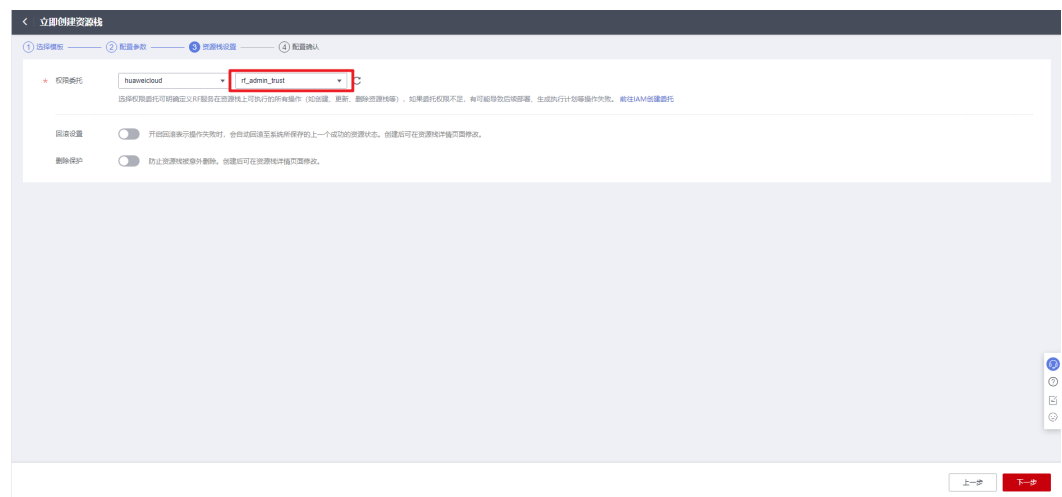 立即创建资源栈
1 选择模板 2 配置参数 3 资源栈设置 4 配置确认
* 权限委托 huaweicloud rf_admin_trust
选择权限委托可明确定义RF服务在资源栈上可执行的所有操作（如创建、更新、删除资源栈等），如果委托权限不足，有可能导致后续部署、生成执行计划等操作失败。 前往IAM创建委托
回滚设置 开启回滚表示操作失败时，会自动回滚至系统所保存的上一个成功的资源状态。创建后可在资源栈详情页面修改。
删除保护 防止资源栈被意外删除。创建后可在资源栈详情页面修改。
上一步 下一步